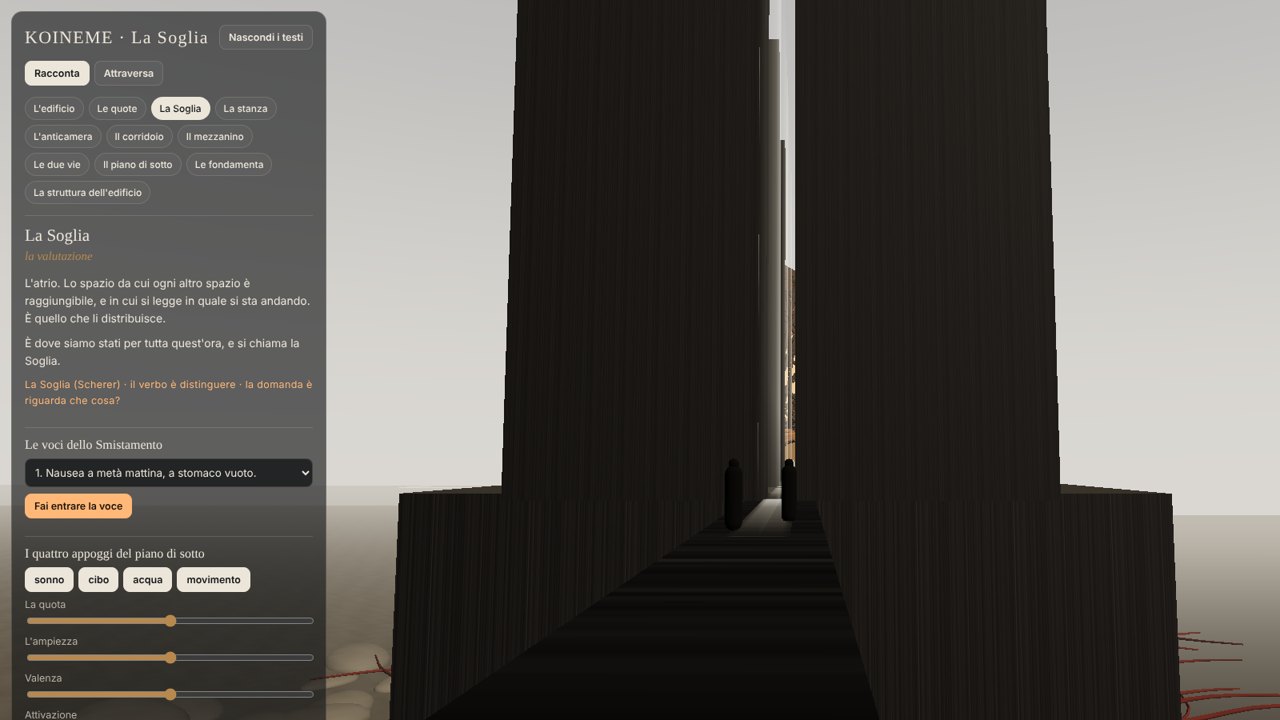 KOINEME · La Soglia
Nascondi i testi
Racconta
Attraversa
L'edificio
Le quote
La Soglia
La stanza
L'anticamera
Il corridoio
Il mezzanino
Le due vie
Il piano di sotto
Le fondamenta
La struttura dell'edificio
La Soglia
la valutazione
L'atrio. Lo spazio da cui ogni altro spazio è
raggiungibile, e in cui si legge in quale si sta andando.
È quello che li distribuisce.
È dove siamo stati per tutta quest'ora, e si chiama la
Soglia.
La Soglia (Scherer) · il verbo è distinguere · la domanda è
riguarda che cosa?
Le voci dello Smistamento
1. Nausea a metà mattina, a stomaco vuoto.
Fai entrare la voce
I quattro appoggi del piano di sotto
sonno
cibo
acqua
movimento
La quota
L'ampiezza
Valenza
Attivazione